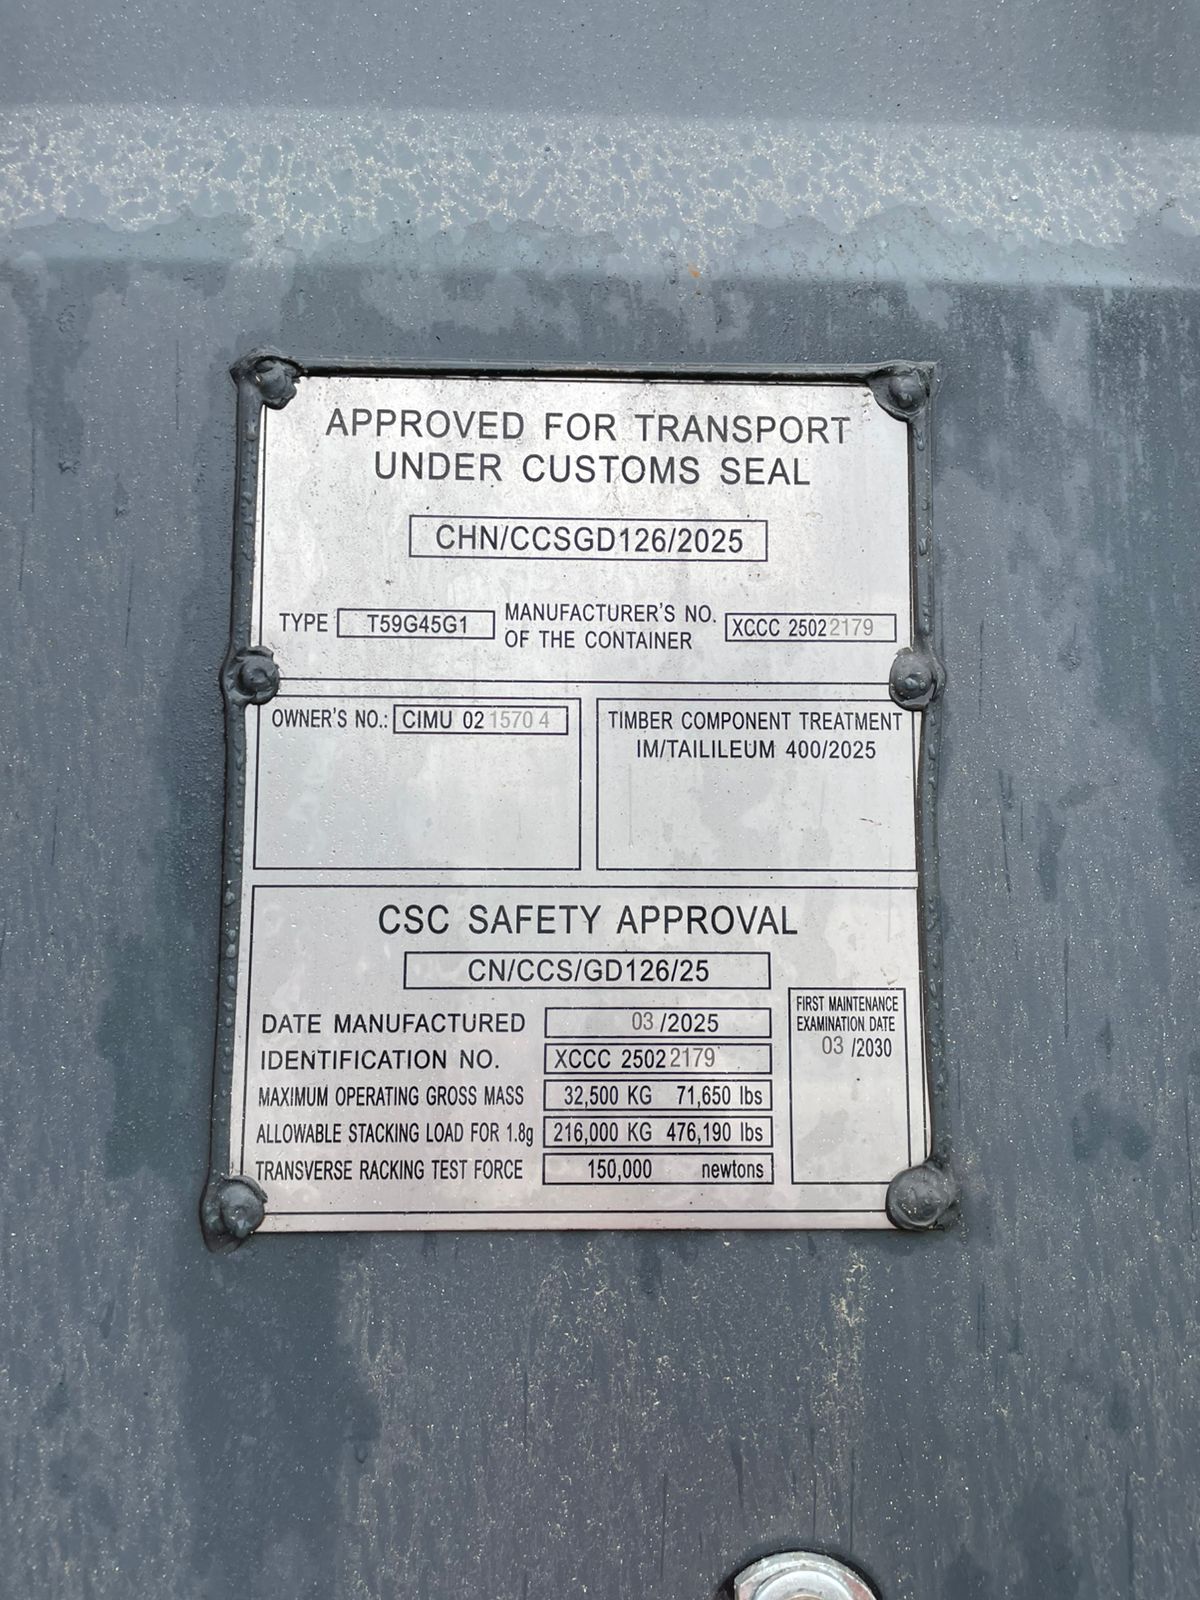 APPROVED FOR TRANSPORT
UNDER CUSTOMS SEAL
CHN/CCSGD126/2025
TYPE T59G45G1 MANUFACTURER'S NO. OF THE CONTAINER XCCC 25022179
OWNER'S NO.: CIMU 02 1570 4
TIMBER COMPONENT TREATMENT
IM/TAILILEUM 400/2025
CSC SAFETY APPROVAL
CN/CCS/GD126/25
DATE MANUFACTURED 03/2025
IDENTIFICATION NO. XCCC 25022179
MAXIMUM OPERATING GROSS MASS 32,500 KG 71,650 lbs
ALLOWABLE STACKING LOAD FOR 1.8g 216,000 KG 476,190 lbs
TRANSVERSE RACKING TEST FORCE 150,000 newtons
FIRST MAINTENANCE
EXAMINATION DATE
03 /2030